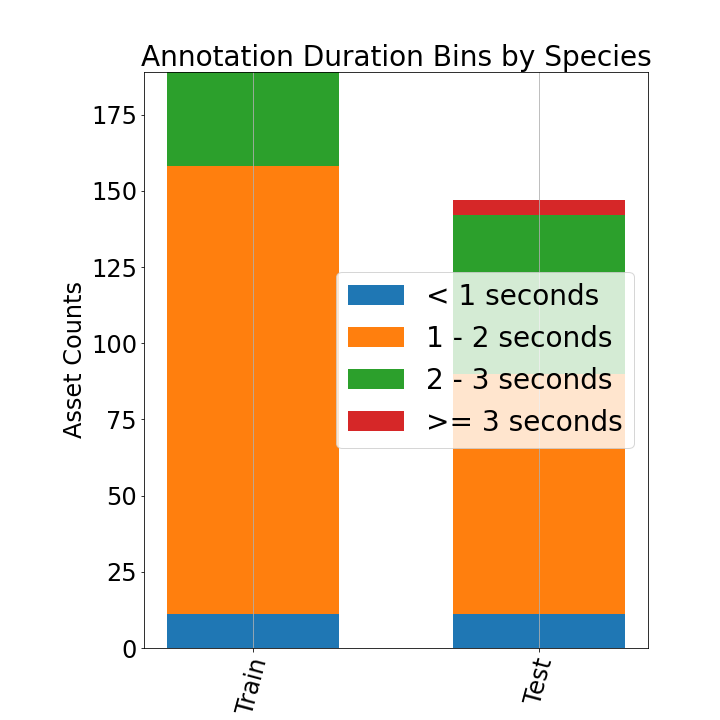 Annotation Duration Bins by Species
Asset Counts
175
150
125
100
75
50
25
0
< 1 seconds
1 - 2 seconds
2 - 3 seconds
>= 3 seconds
Train
Test